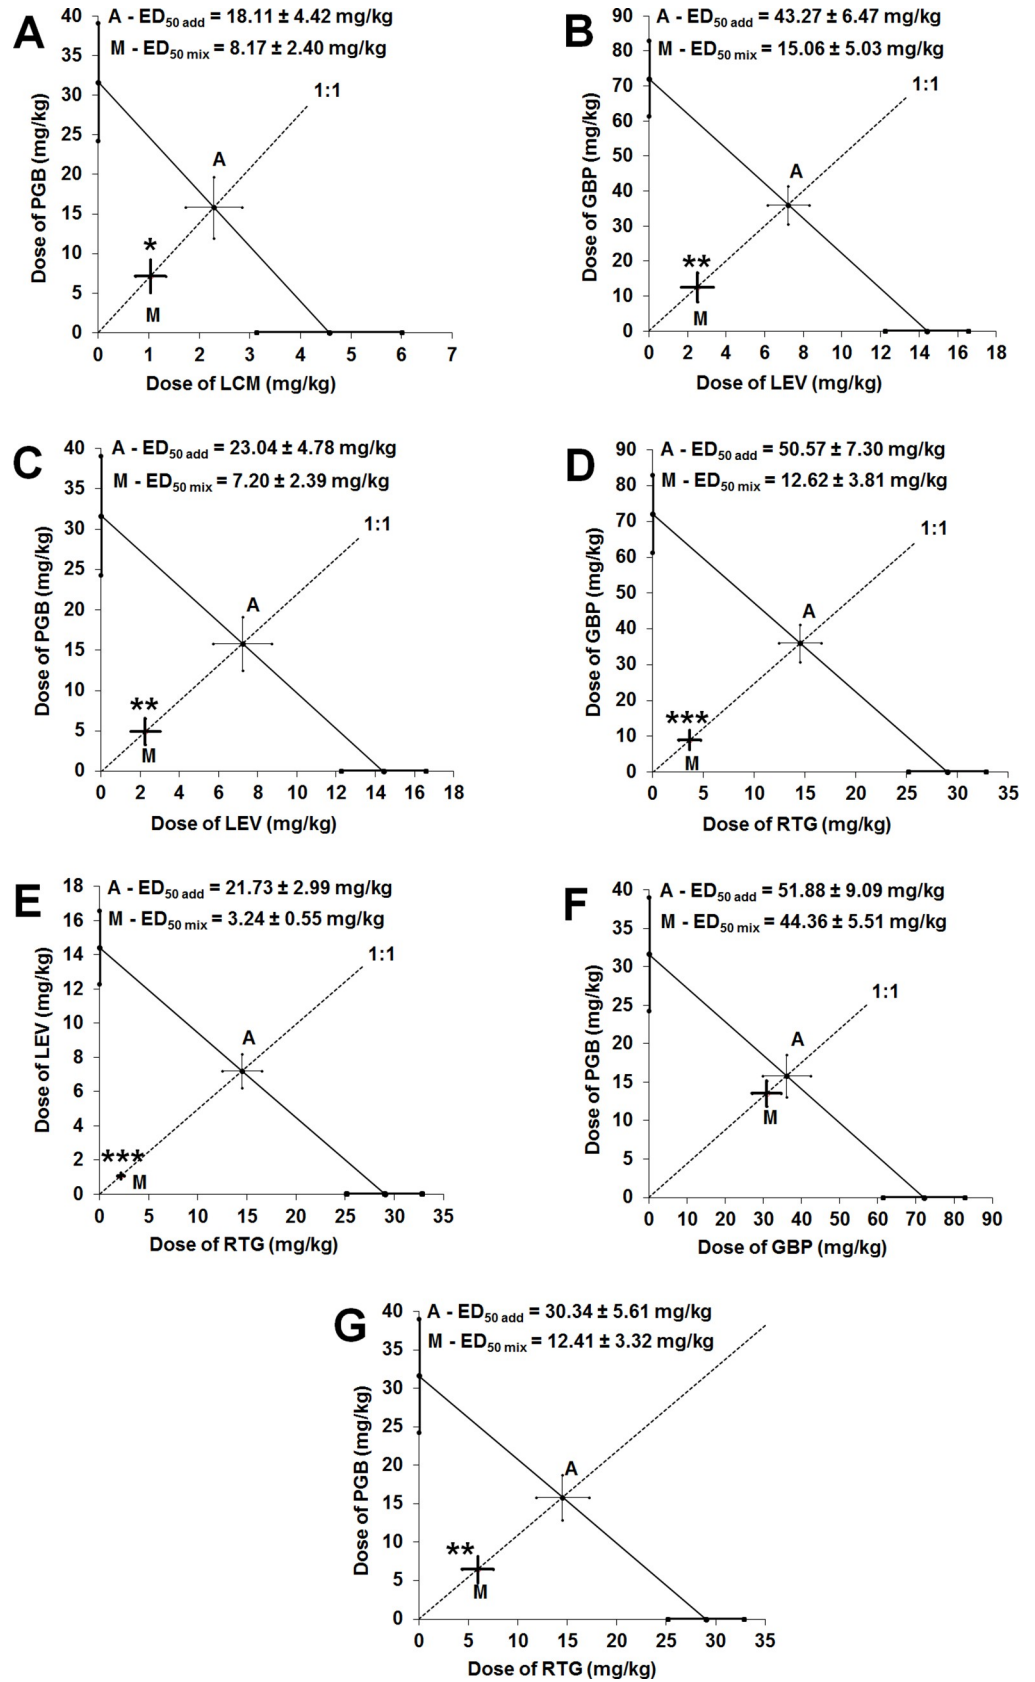 A
A - ED50 add = 18.11 ± 4.42 mg/kg
M - ED50 mix = 8.17 ± 2.40 mg/kg
40
35
30
25
20
15
10
5
0
Dose of PGB (mg/kg)
1:1
A
*
M
0 1 2 3 4 5 6 7
Dose of LCM (mg/kg)
B
A - ED50 add = 43.27 ± 6.47 mg/kg
M - ED50 mix = 15.06 ± 5.03 mg/kg
90
80
70
60
50
40
30
20
10
0
Dose of GBP (mg/kg)
1:1
A
**
M
0 2 4 6 8 10 12 14 16 18
Dose of LEV (mg/kg)
C
A - ED50 add = 23.04 ± 4.78 mg/kg
M - ED50 mix = 7.20 ± 2.39 mg/kg
40
35
30
25
20
15
10
5
0
Dose of PGB (mg/kg)
1:1
A
**
M
0 2 4 6 8 10 12 14 16 18
Dose of LEV (mg/kg)
D
A - ED50 add = 50.57 ± 7.30 mg/kg
M - ED50 mix = 12.62 ± 3.81 mg/kg
90
80
70
60
50
40
30
20
10
0
Dose of GBP (mg/kg)
1:1
A
***
M
0 5 10 15 20 25 30 35
Dose of RTG (mg/kg)
E
A - ED50 add = 21.73 ± 2.99 mg/kg
M - ED50 mix = 3.24 ± 0.55 mg/kg
18
16
14
12
10
8
6
4
2
0
Dose of LEV (mg/kg)
1:1
A
***
M
0 5 10 15 20 25 30 35
Dose of RTG (mg/kg)
F
A - ED50 add = 51.88 ± 9.09 mg/kg
M - ED50 mix = 44.36 ± 5.51 mg/kg
40
35
30
25
20
15
10
5
0
Dose of PGB (mg/kg)
1:1
A
M
0 10 20 30 40 50 60 70 80 90
Dose of GBP (mg/kg)
G
A - ED50 add = 30.34 ± 5.61 mg/kg
M - ED50 mix = 12.41 ± 3.32 mg/kg
40
35
30
25
20
15
10
5
0
Dose of PGB (mg/kg)
A
**
M
0 5 10 15 20 25 30 35
Dose of RTG (mg/kg)